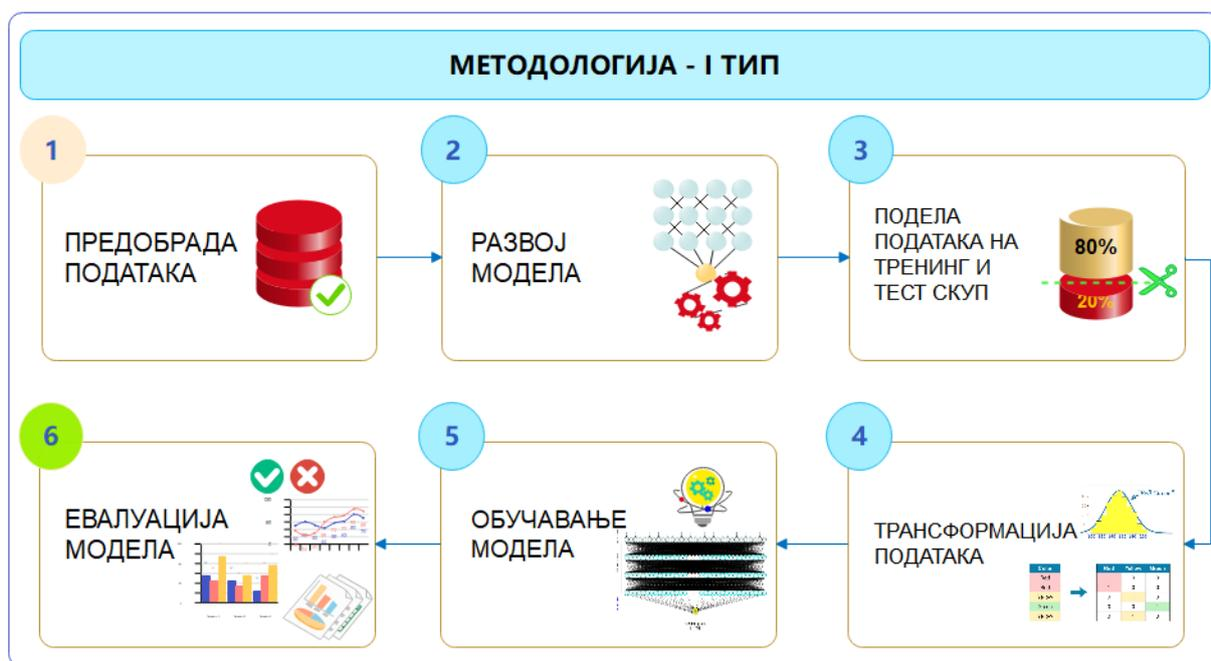 МЕТОДОЛОГИЈА - I ТИП
1
ПРЕДОБРАДА
ПОДАТАКА
2
РАЗВОЈ
МОДЕЛА
3
ПОДЕЛА
ПОДАТАКА НА
ТРЕНИНГ И
ТЕСТ СКУП
80%
20%
4
ТРАНСФОРМАЦИЈА
ПОДАТАКА
5
ОБУЧАВАЊЕ
МОДЕЛА
6
ЕВАЛУАЦИЈА
МОДЕЛА